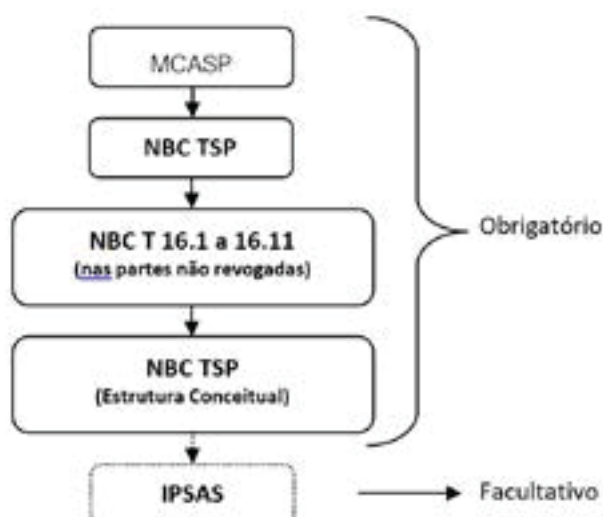 MCASP
NBC TSP
NBC T 16.1 a 16.11
(nas partes não revogadas)
Obrigatório
NBC TSP
(Estrutura Conceitual)
IPSAS
Facultativo